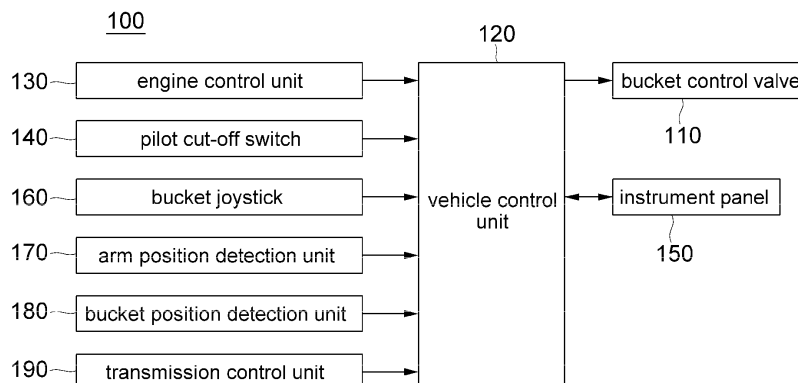 100
120
130
engine control unit
bucket control valve
110
140
pilot cut-off switch
160
bucket joystick
vehicle control
unit
instrument panel
150
170
arm position detection unit
180
bucket position detection unit
190
transmission control unit